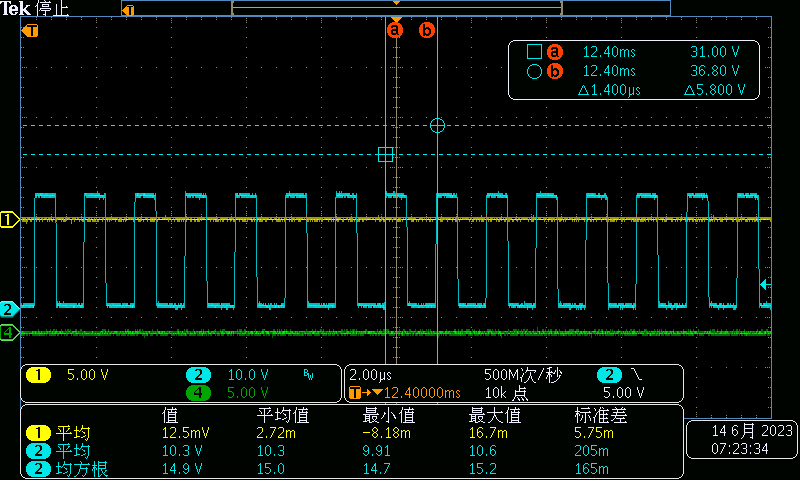 Tek 停止
T
T
a b
a 12.40ms 31.00 V
b 12.40ms 36.80 V
△1.400µs △5.800 V
1
2
4
1 5.00 V 2 10.0 V BW
4 5.00 V
2.00µs 500M次/秒 2 5.00 V
T→▼12.40000ms 10k 点
值 平均值 最小值 最大值 标准差
1 平均 12.5mV 2.72m −8.18m 16.7m 5.75m
2 平均 10.3 V 10.3 9.91 10.6 205m
2 均方根 14.9 V 15.0 14.7 15.2 165m
14 6月 2023
07:23:34